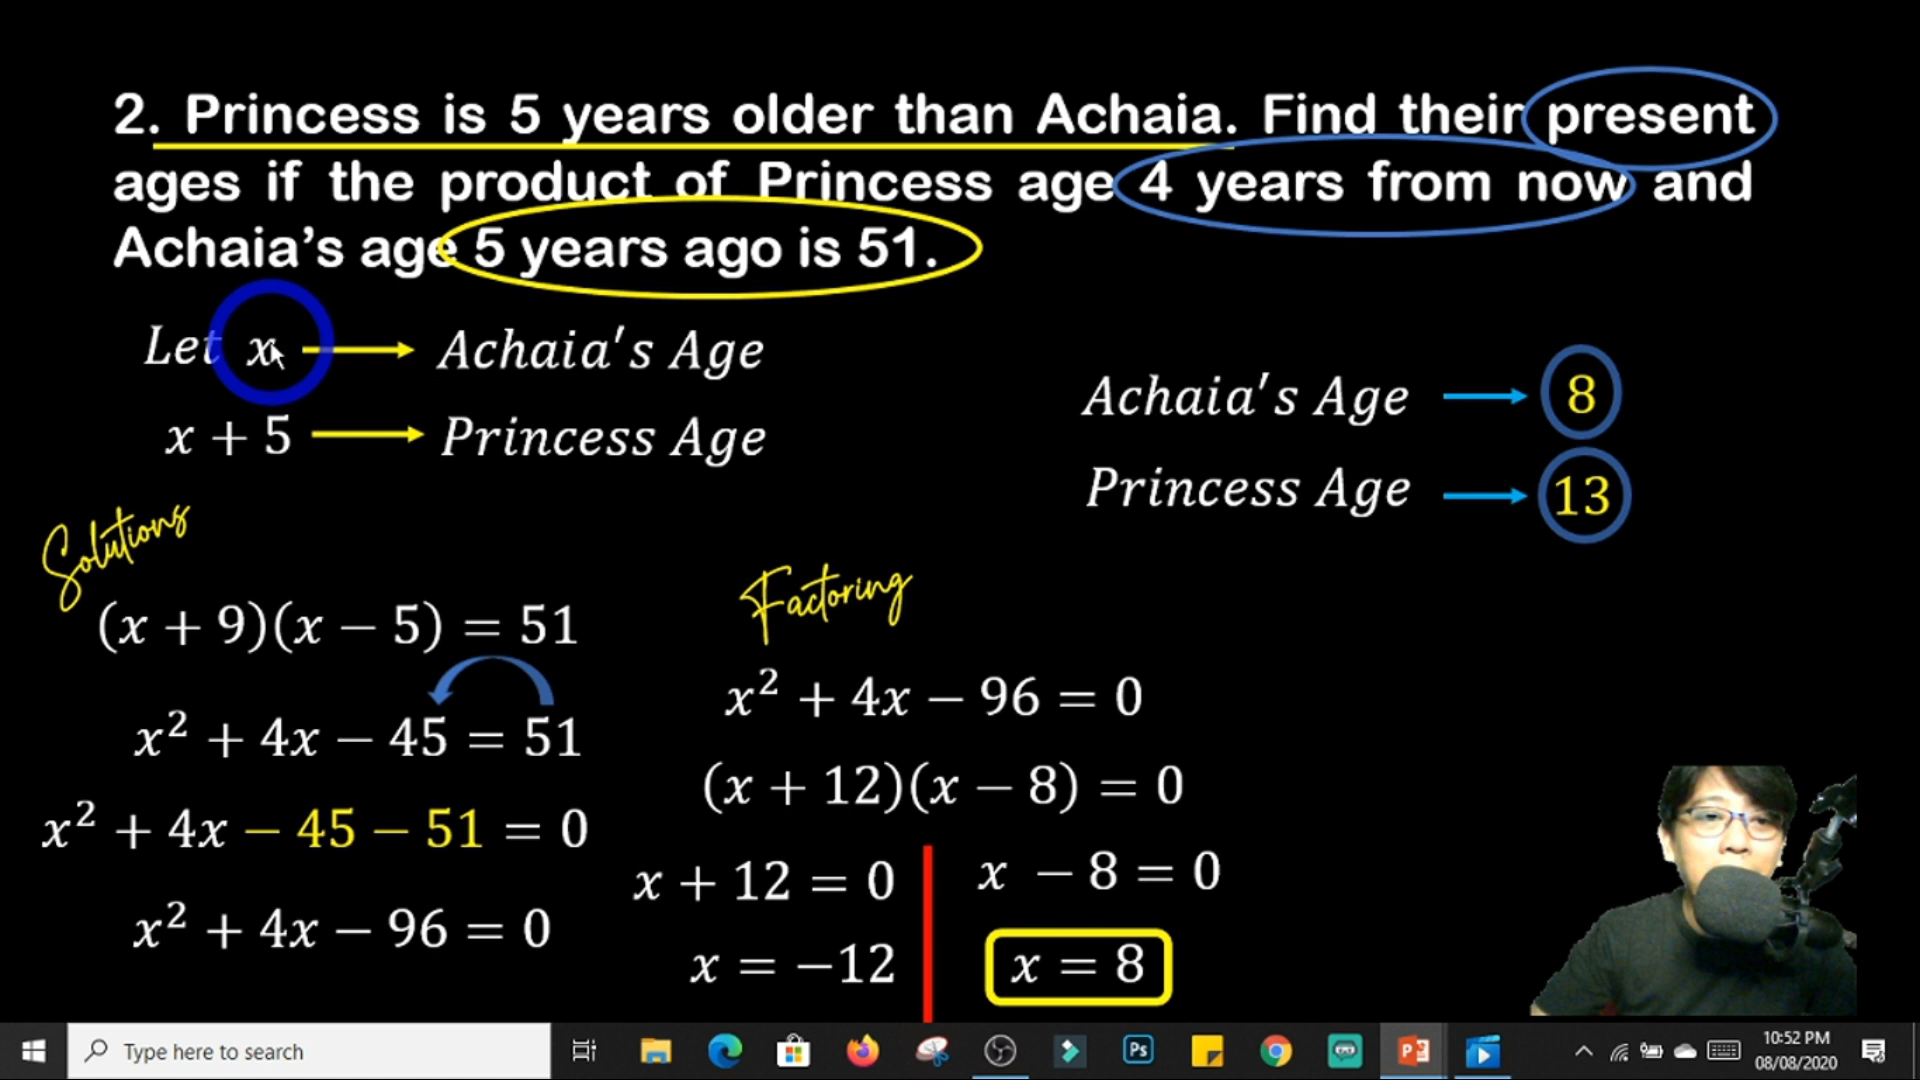 2. Princess is 5 years older than Achaia. Find their present
ages if the product of Princess age 4 years from now and
Achaia's age 5 years ago is 51.
Let x → Achaia's Age
x + 5 → Princess Age
Achaia's Age → 8
Princess Age → 13
Solutions
(x + 9)(x − 5) = 51
x² + 4x − 45 = 51
x² + 4x − 45 − 51 = 0
x² + 4x − 96 = 0
Factoring
x² + 4x − 96 = 0
(x + 12)(x − 8) = 0
x + 12 = 0
x = −12
x − 8 = 0
x = 8
Type here to search
Ps
P
10:52 PM
08/08/2020